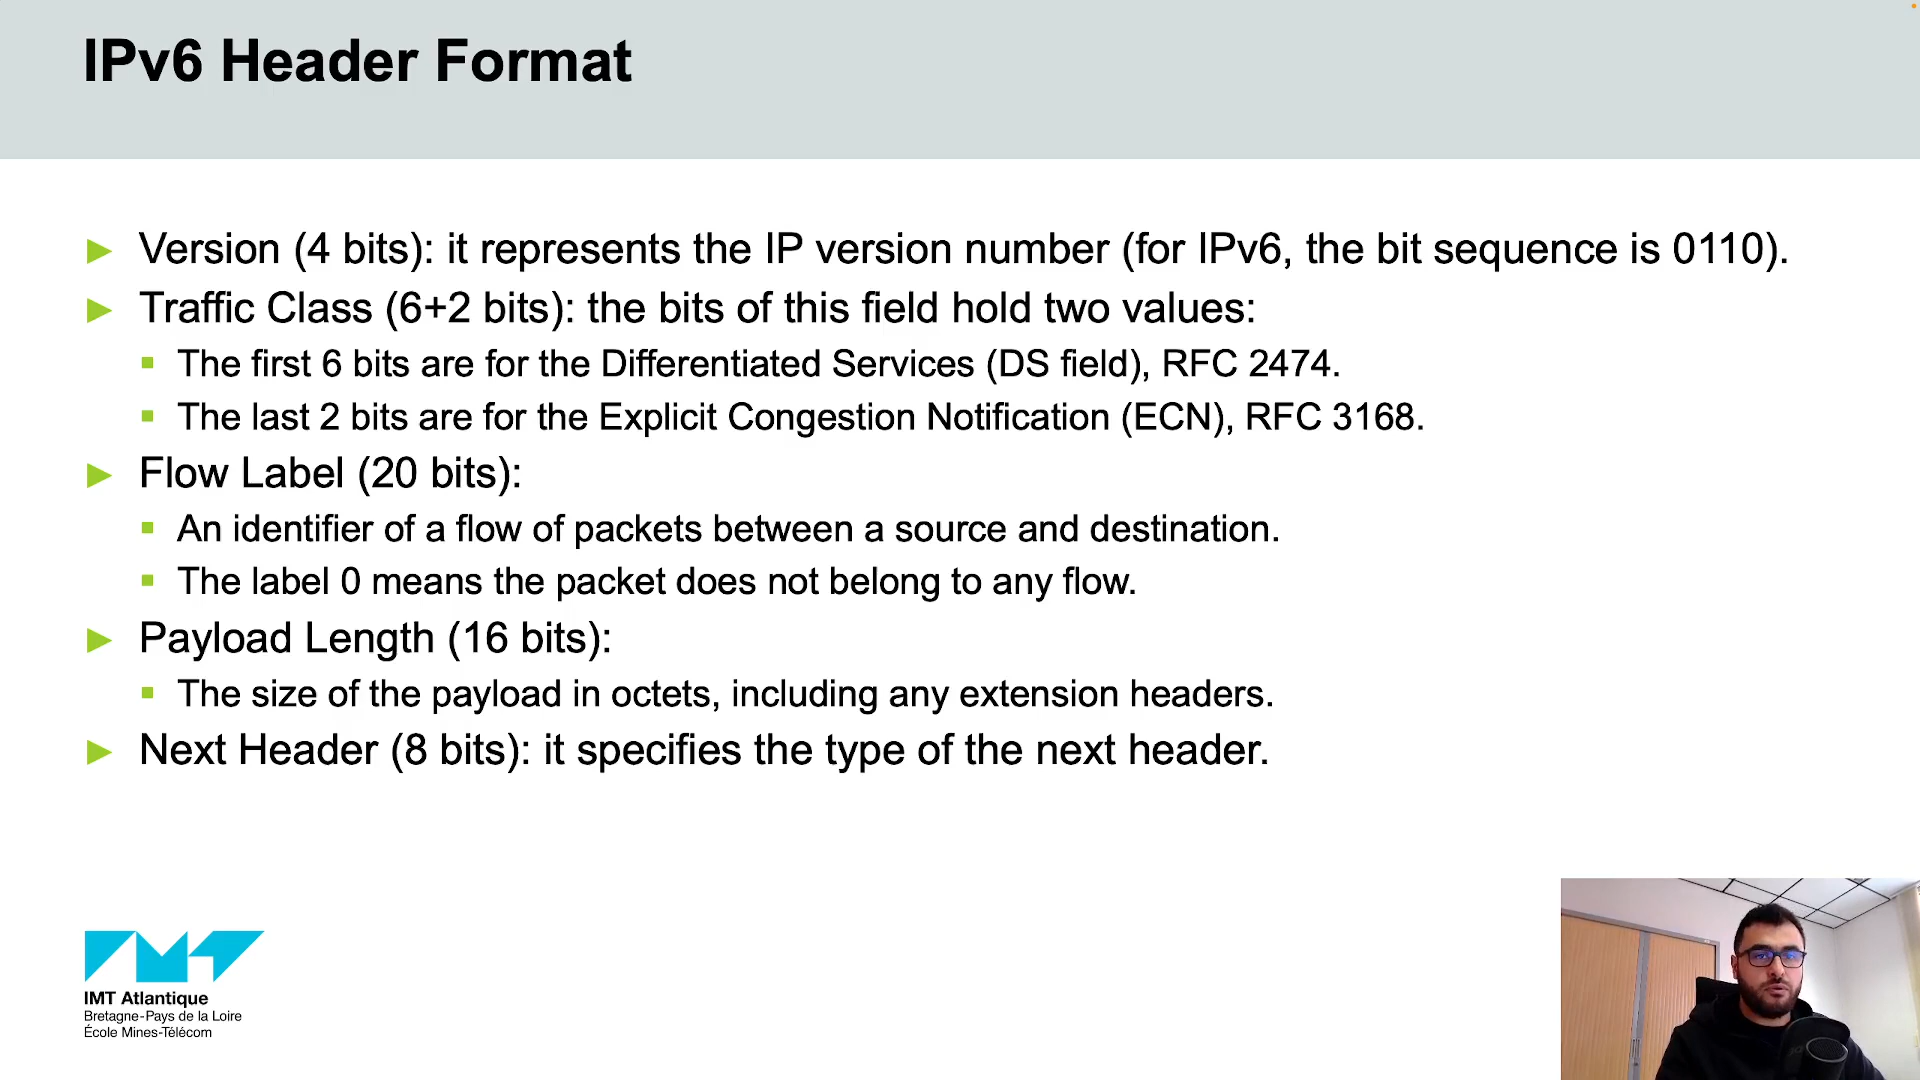 IPv6 Header Format
Version (4 bits): it represents the IP version number (for IPv6, the bit sequence is 0110).
Traffic Class (6+2 bits): the bits of this field hold two values:
The first 6 bits are for the Differentiated Services (DS field), RFC 2474.
The last 2 bits are for the Explicit Congestion Notification (ECN), RFC 3168.
Flow Label (20 bits):
An identifier of a flow of packets between a source and destination.
The label 0 means the packet does not belong to any flow.
Payload Length (16 bits):
The size of the payload in octets, including any extension headers.
Next Header (8 bits): it specifies the type of the next header.
IMT Atlantique
Bretagne-Pays de la Loire
École Mines-Télécom